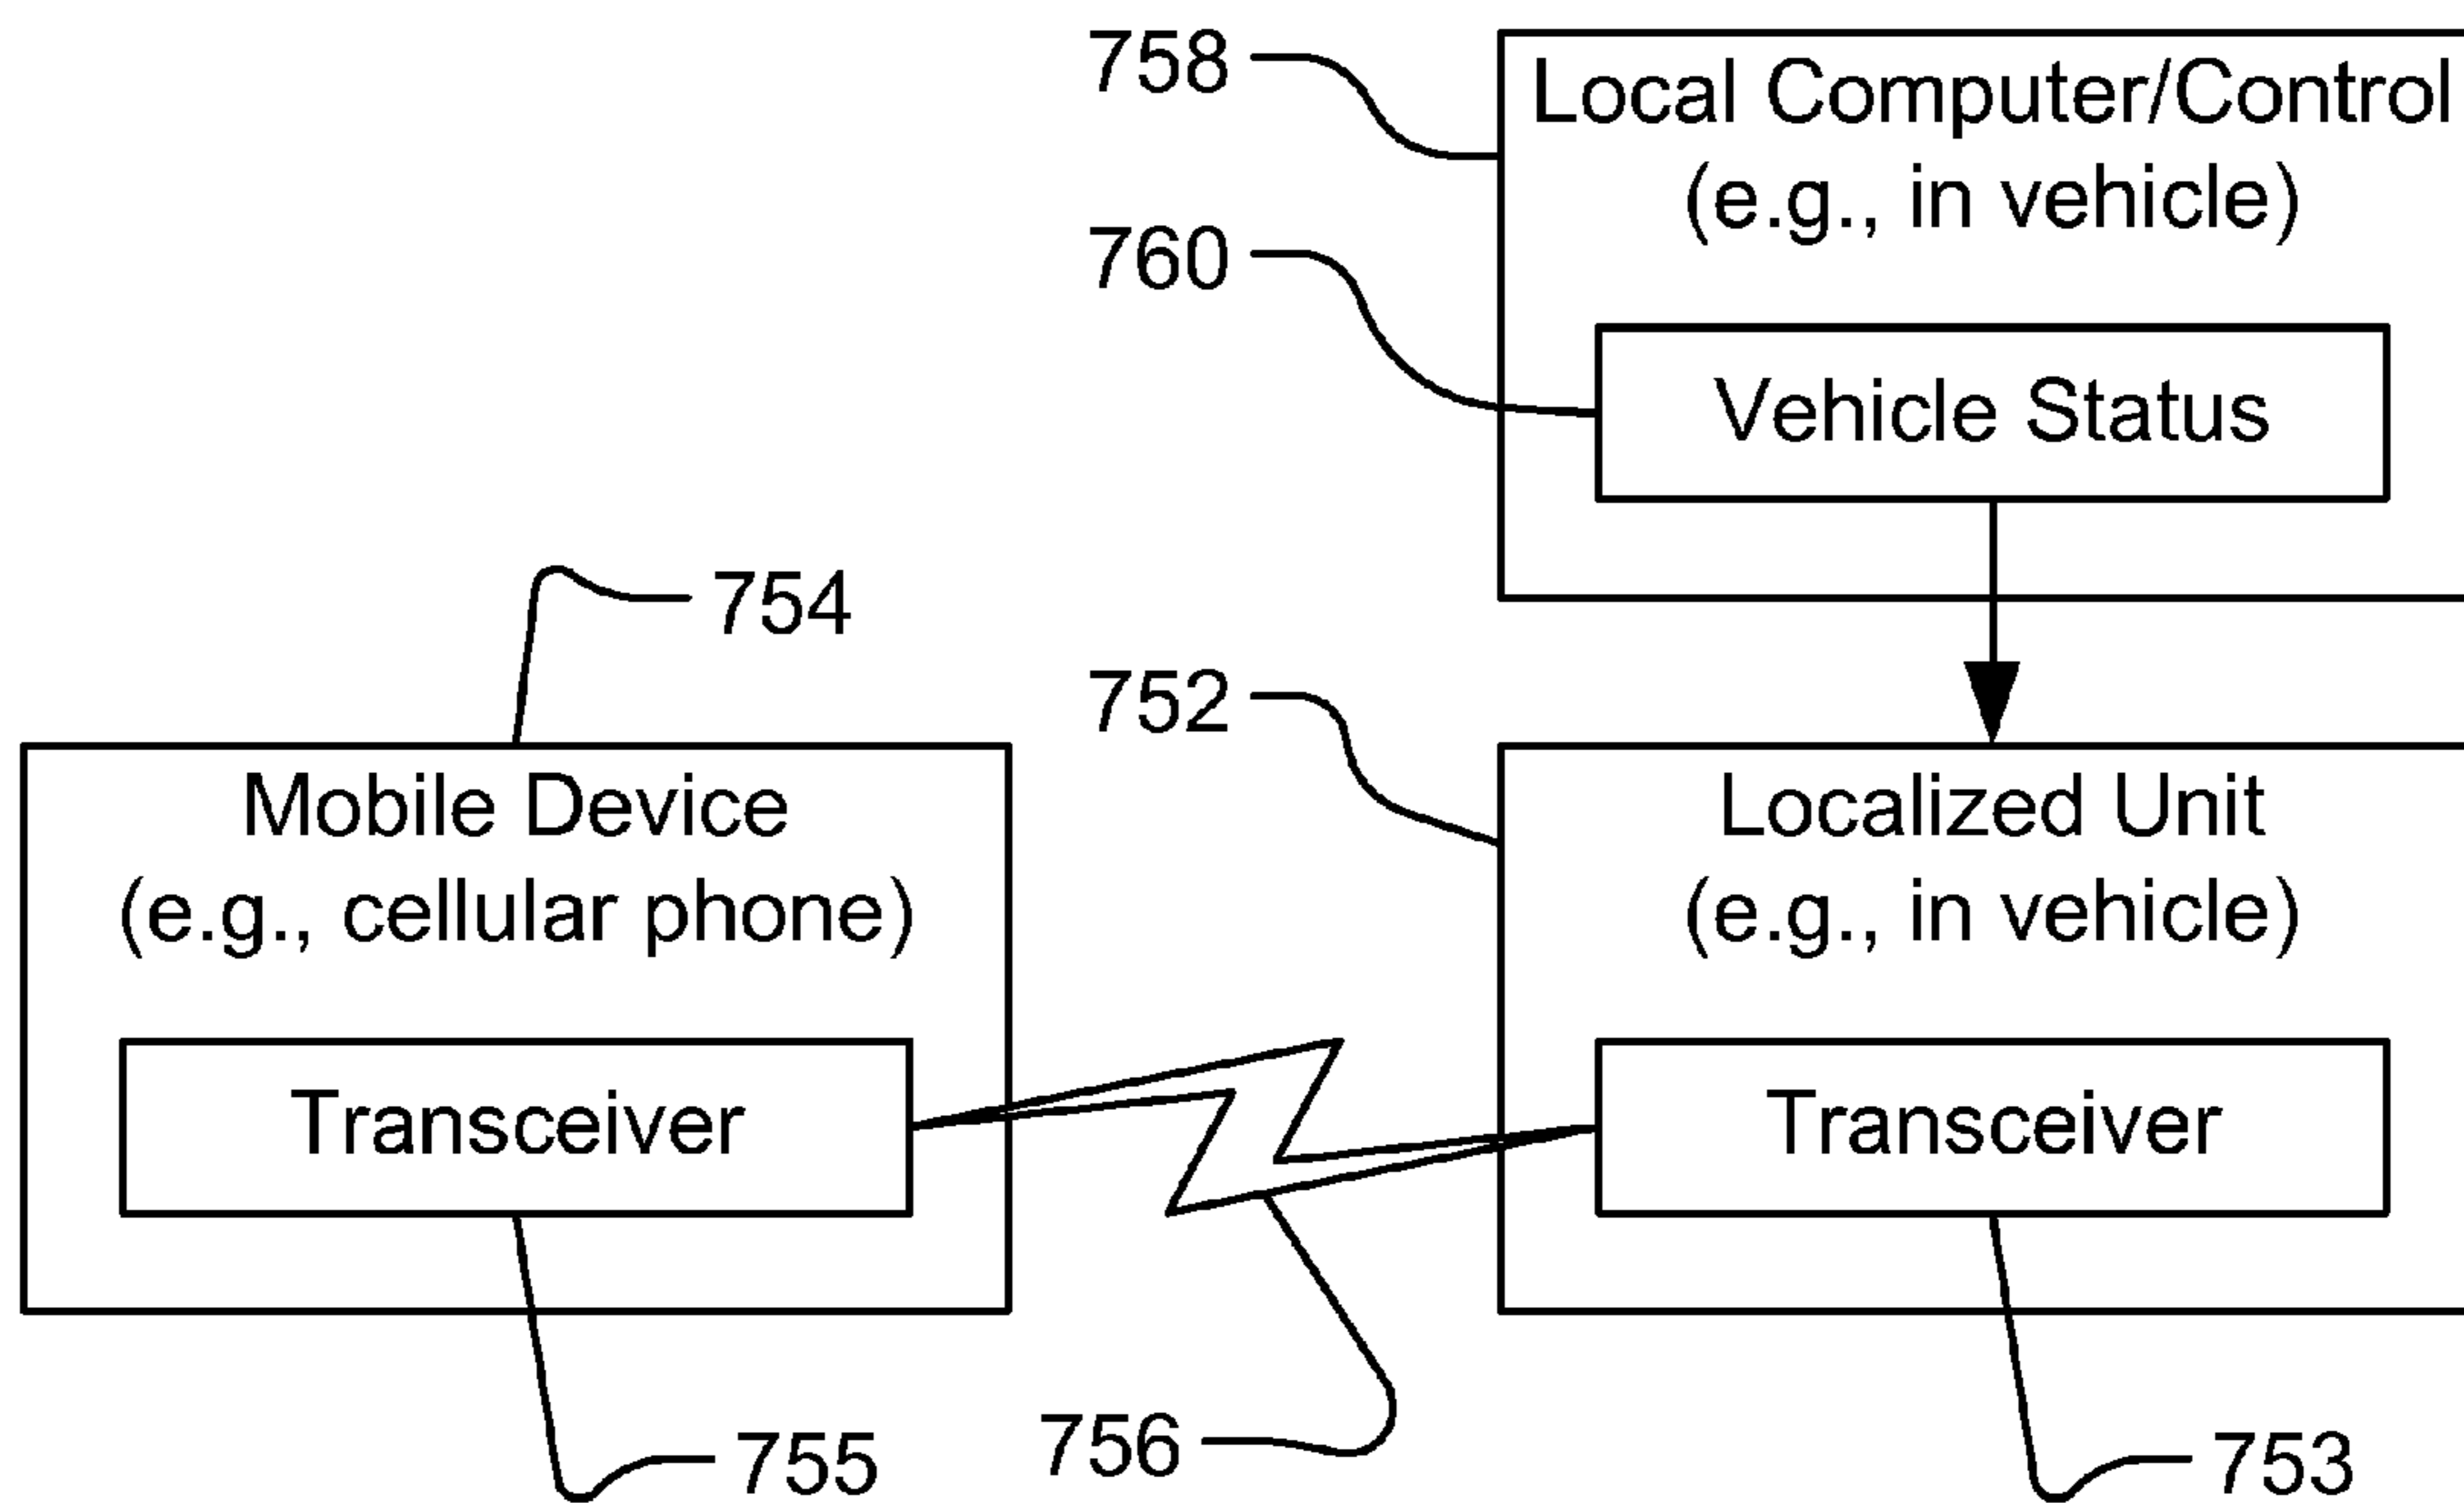 758
Local Computer/Control
(e.g., in vehicle)
760
Vehicle Status
754
752
Mobile Device
(e.g., cellular phone)
Localized Unit
(e.g., in vehicle)
Transceiver
Transceiver
755
756
753